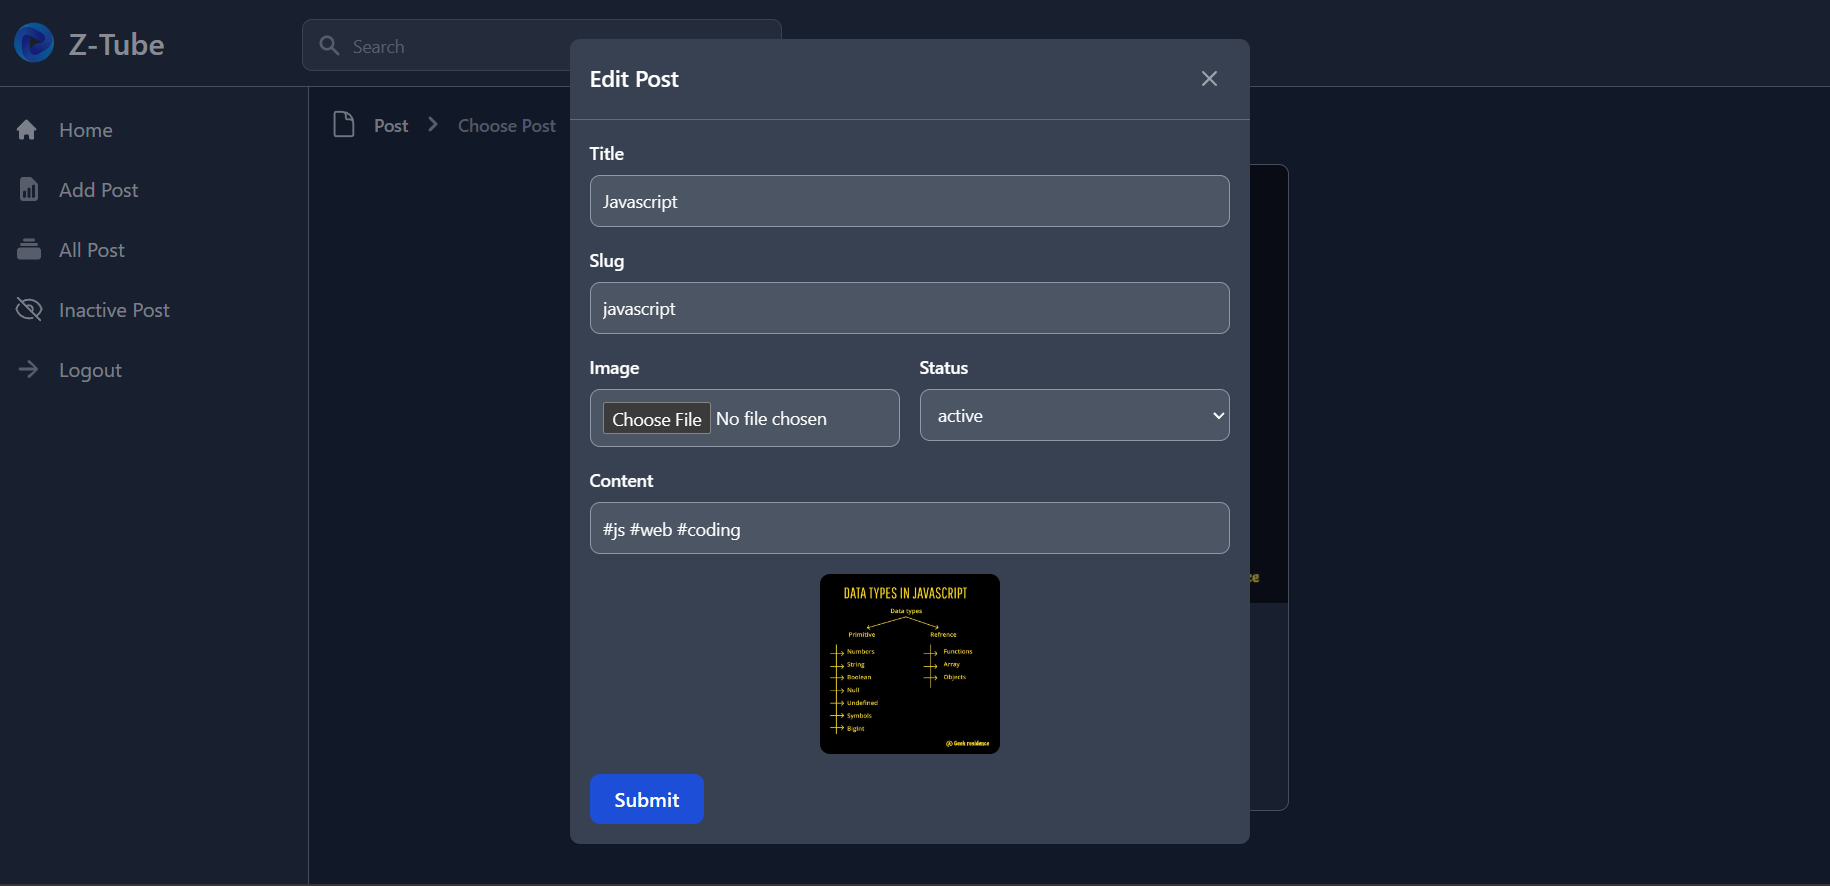 Z-Tube
Search
Home
Add Post
All Post
Inactive Post
Logout
Post
Choose Post
Edit Post
Title
Javascript
Slug
javascript
Image
Status
Choose File No file chosen
active
Content
#js #web #coding
DATA TYPES IN JAVASCRIPT
Data types
Primitive
Refrence
Numbers
String
Boolean
Null
Undefined
Symbols
BigInt
Functions
Array
Objects
@ Geek residence
Submit
ce